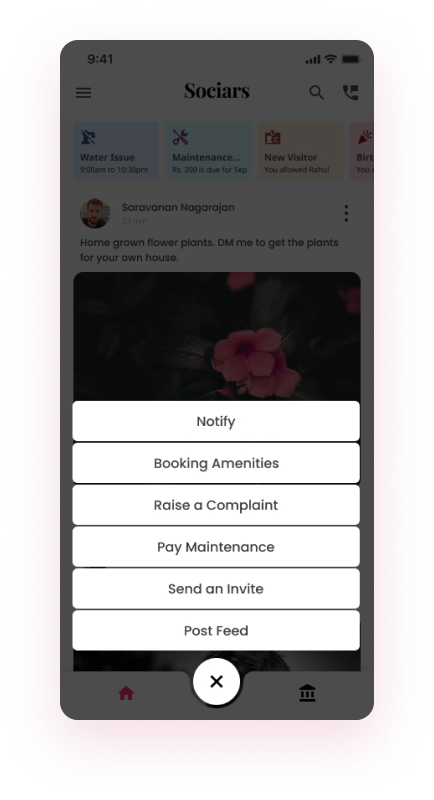 9:41
Sociars
Water Issue
9:00am to 10:30pm
Maintenance...
Rs. 200 is due for Sep
New Visitor
You allowed Rahul
Birt
You
Saravanan Nagarajan
25 min
Home grown flower plants. DM me to get the plants
for your own house.
Notify
Booking Amenities
Raise a Complaint
Pay Maintenance
Send an Invite
Post Feed